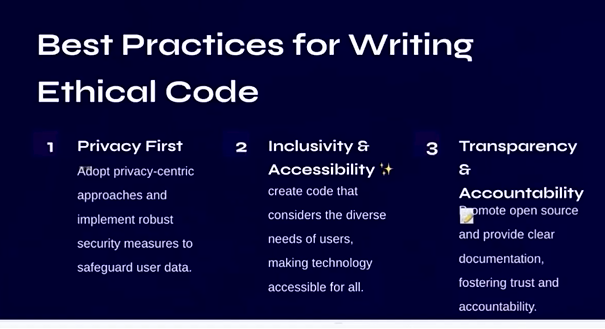 Best Practices for Writing
Ethical Code
1 Privacy First
Adopt privacy-centric
approaches and
implement robust
security measures to
safeguard user data.
2 Inclusivity &
Accessibility ✨
create code that
considers the diverse
needs of users,
making technology
accessible for all.
3 Transparency
&
Accountability
Promote open source
and provide clear
documentation,
fostering trust and
accountability.